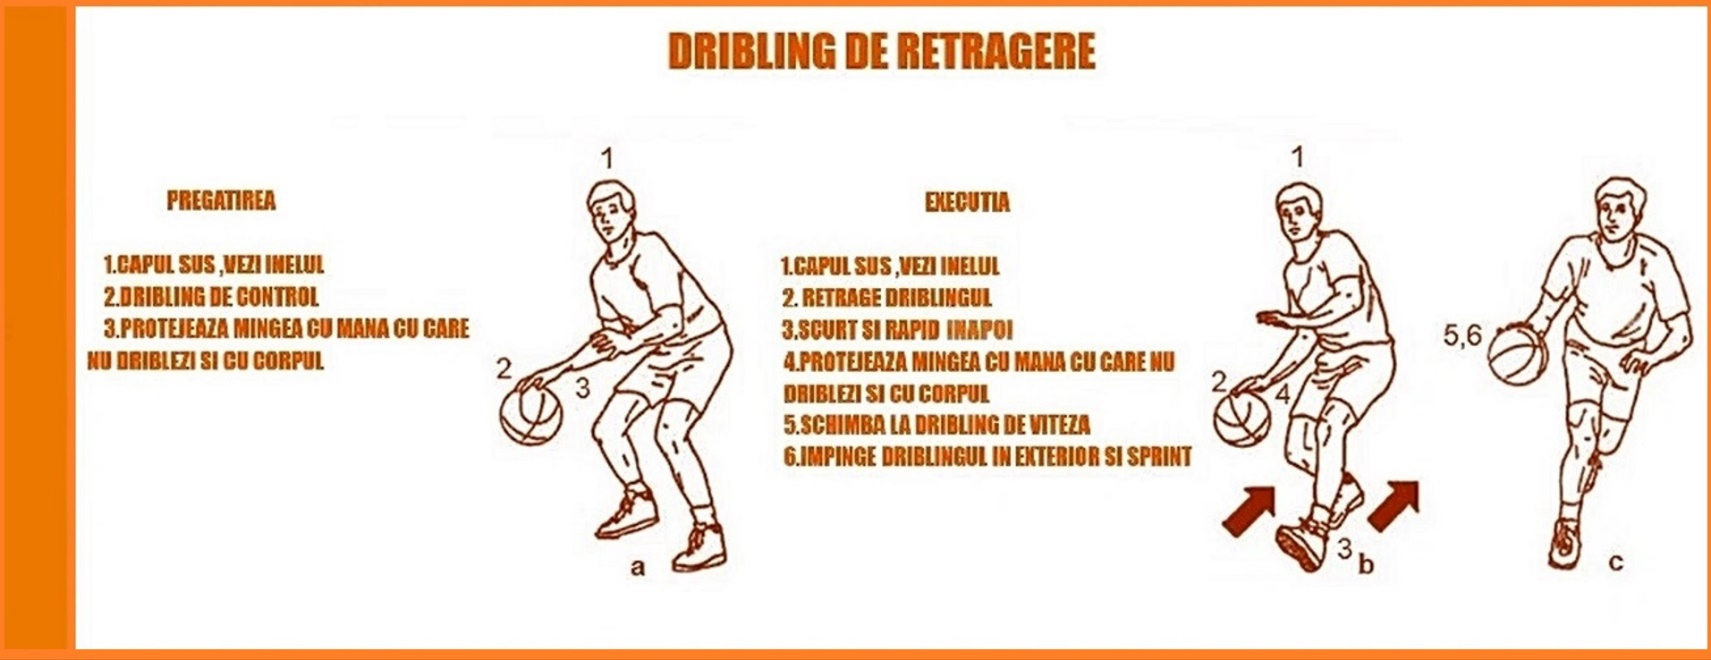 DRIBLING DE RETRAGERE
PREGATIREA
1.CAPUL SUS ,VEZI INELUL
2.DRIBLING DE CONTROL
3.PROTEJEAZA MINGEA CU MANA CU CARE
NU DRIBLEZI SI CU CORPUL
1
2
3
a
EXECUTIA
1.CAPUL SUS ,VEZI INELUL
2. RETRAGE DRIBLINGUL
3.SCURT SI RAPID INAPOI
4.PROTEJEAZA MINGEA CU MANA CU CARE NU
DRIBLEZI SI CU CORPUL
5.SCHIMBA LA DRIBLING DE VITEZA
6.IMPINGE DRIBLINGUL IN EXTERIOR SI SPRINT
1
2
4
3
b
5,6
c